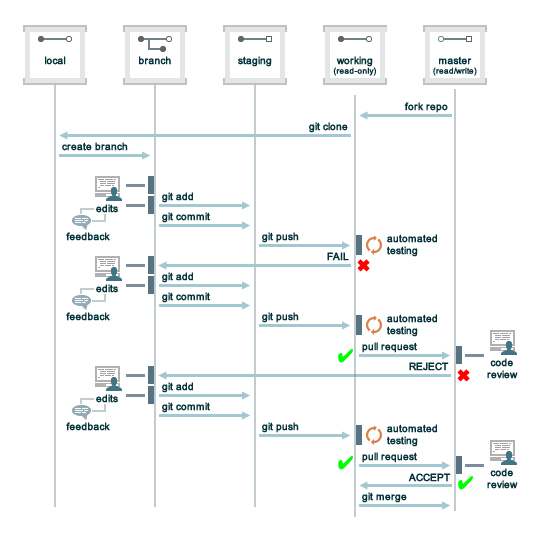 local
branch
staging
working
(read-only)
master
(read/write)
fork repo
git clone
create branch
git add
edits
git commit
feedback
git push
automated
testing
FAIL
git add
edits
git commit
feedback
git push
automated
testing
pull request
code
review
REJECT
git add
edits
git commit
feedback
git push
automated
testing
pull request
code
review
ACCEPT
git merge